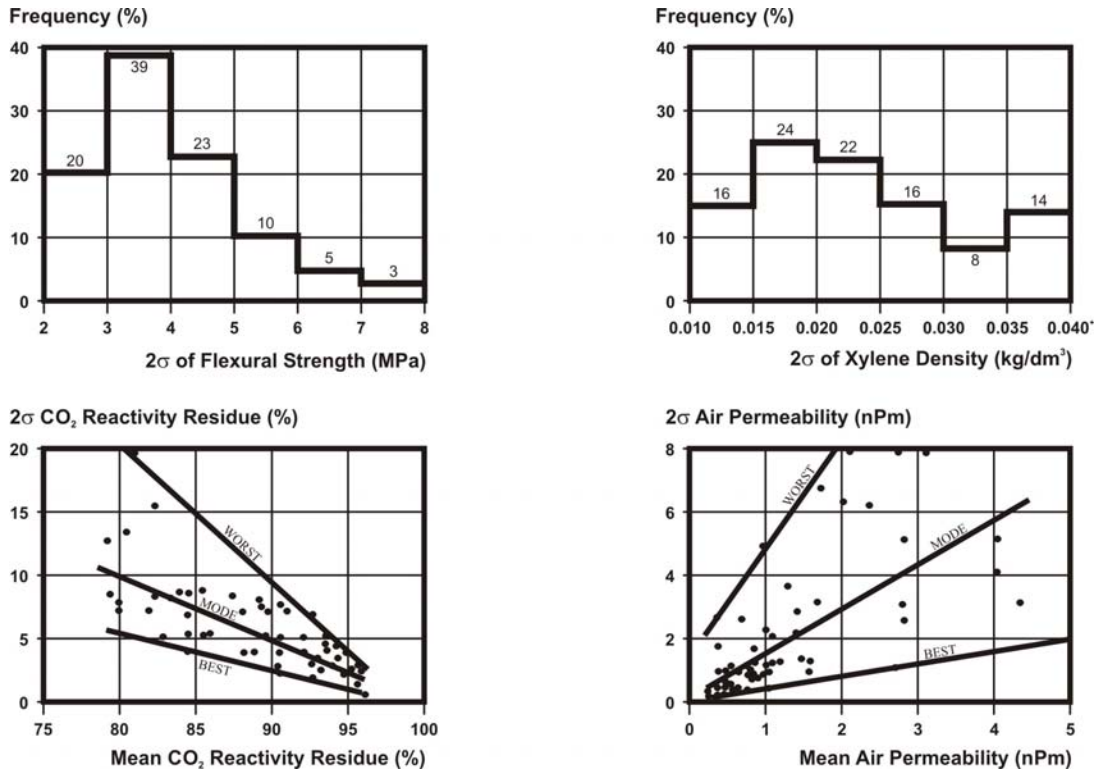 Frequency (%)
40
30
20
10
0
20
39
23
10
5
3
2 3 4 5 6 7 8
2σ of Flexural Strength (MPa)
Frequency (%)
40
30
20
10
0
16
24
22
16
8
14
0.010 0.015 0.020 0.025 0.030 0.035 0.040*
2σ of Xylene Density (kg/dm³)
2σ CO₂ Reactivity Residue (%)
20
15
10
5
0
WORST
MODE
BEST
75 80 85 90 95 100
Mean CO₂ Reactivity Residue (%)
2σ Air Permeability (nPm)
8
6
4
2
0
WORST
MODE
BEST
0 1 2 3 4 5
Mean Air Permeability (nPm)